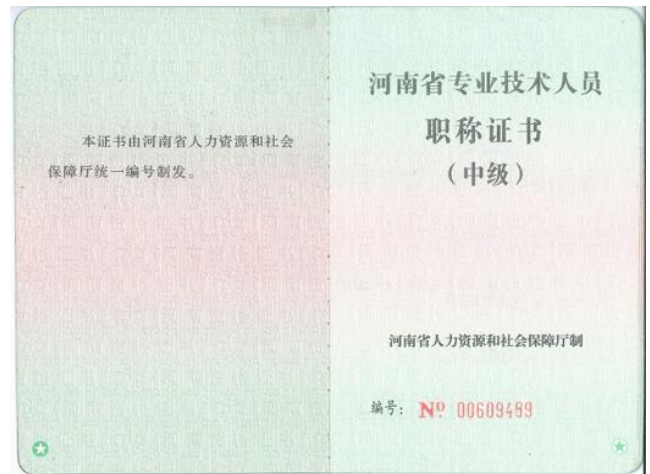 本证书由河南省人力资源和社会
保障厅统一编号制发。
河南省专业技术人员
职称证书
（中级）
河南省人力资源和社会保障厅制
编号： Nº 00609489